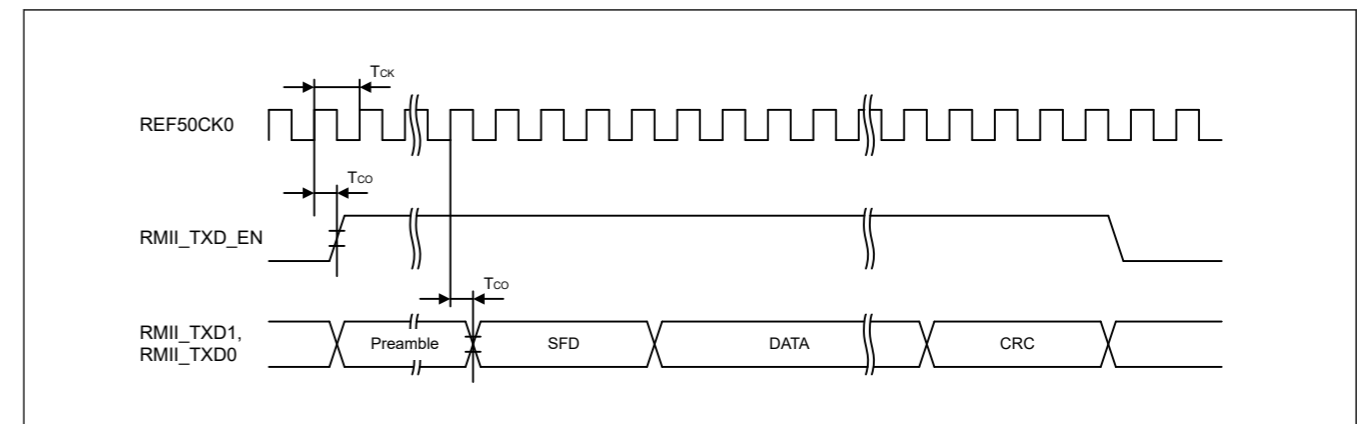 Tck
REF50CK0
Tco
RMII_TXD_EN
Tco
RMII_TXD1,
RMII_TXD0
Preamble
SFD
DATA
CRC